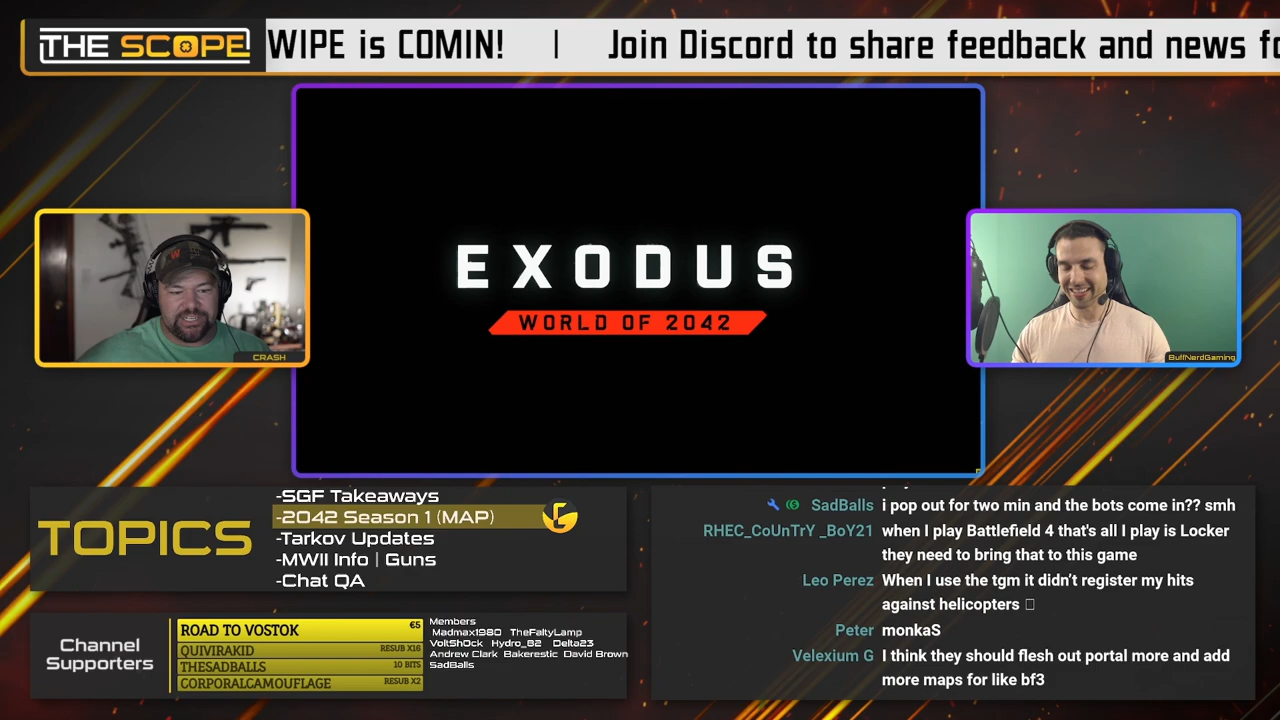 THE SCOPE
WIPE is COMIN! | Join Discord to share feedback and news fo
EXODUS
WORLD OF 2042
CRASH
BuffNerdGaming
TOPICS
-SGF Takeaways
-2042 Season 1 (MAP)
-Tarkov Updates
-MWII Info | Guns
-Chat QA
Channel
Supporters
ROAD TO VOSTOK €5
QUIVIRAKID RESUB X16
THESADBALLS 10 BITS
CORPORALCAMOUFLAGE RESUB X2
Members
Madmax1980 TheFaltyLamp
VoltSh0ck Hydro_82 Delta23
Andrew Clark Bakerestic David Brown
SadBalls
SadBalls i pop out for two min and the bots come in?? smh
RHEC_CoUnTrY _BoY21 when I play Battlefield 4 that's all I play is Locker
they need to bring that to this game
Leo Perez When I use the tgm it didn't register my hits
against helicopters
Peter monkaS
Velexium G I think they should flesh out portal more and add
more maps for like bf3